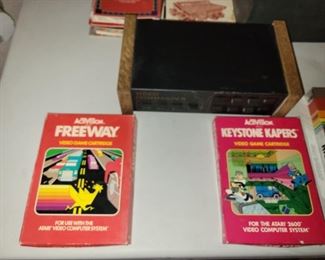 ACTIVISION
FREEWAY
VIDEO GAME CARTRIDGE
FOR USE WITH THE
ATARI VIDEO COMPUTER SYSTEM
ACTIVISION
KEYSTONE KAPERS
VIDEO GAME CARTRIDGE
FOR THE ATARI 2600
VIDEO COMPUTER SYSTEM